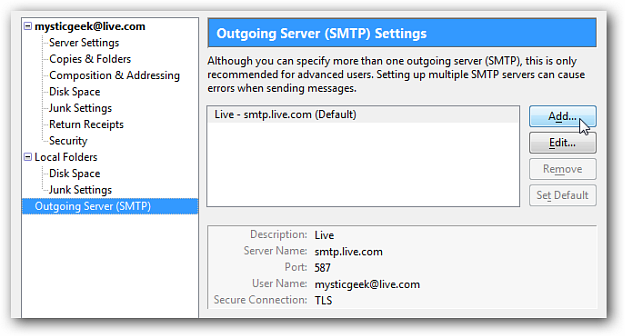 mysticgeek@live.com
Server Settings
Copies & Folders
Composition & Addressing
Disk Space
Junk Settings
Return Receipts
Security
Local Folders
Disk Space
Junk Settings
Outgoing Server (SMTP)
Outgoing Server (SMTP) Settings
Although you can specify more than one outgoing server (SMTP), this is only
recommended for advanced users. Setting up multiple SMTP servers can cause
errors when sending messages.
Live - smtp.live.com (Default)
Add...
Edit...
Remove
Set Default
Description: Live
Server Name: smtp.live.com
Port: 587
User Name: mysticgeek@live.com
Secure Connection: TLS